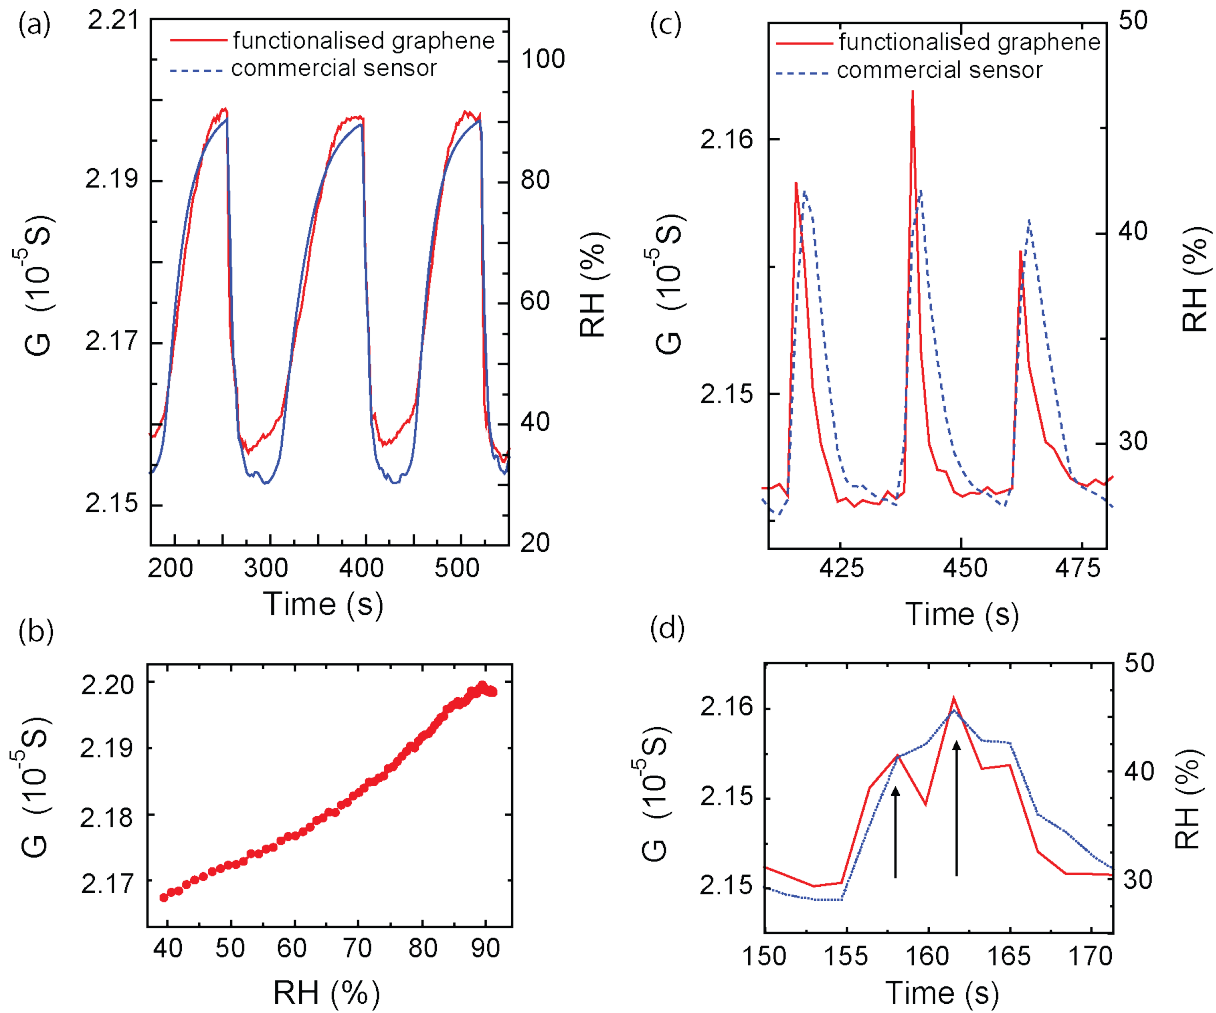 (a)
2.21
2.19
2.17
2.15
G (10-5S)
functionalised graphene
commercial sensor
100
80
60
40
20
RH (%)
200 300 400 500
Time (s)
(b)
2.20
2.19
2.18
2.17
G (10-5S)
40 50 60 70 80 90
RH (%)
(c)
2.16
2.15
G (10-5S)
functionalised graphene
commercial sensor
50
40
30
RH (%)
425 450 475
Time (s)
(d)
2.16
2.15
2.15
G (10-5S)
50
40
30
RH (%)
150 155 160 165 170
Time (s)